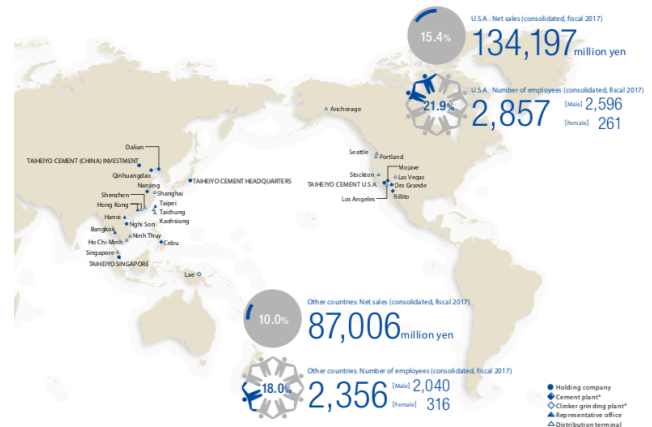 U.S.A.: Net sales (consolidated, fiscal 2017)
15.4%
134,197 million yen
U.S.A.: Number of employees (consolidated, fiscal 2017)
21.9%
2,857
[Male] 2,596
[Female] 261
Anchorage
Dalian
TAIHEIYO CEMENT (CHINA) INVESTMENT
Qinhuangdao
Nanjing
Shanghai
TAIHEIYO CEMENT HEADQUARTERS
Shenzhen
Hong Kong
Taipei
Taichung
Kaohsiung
Hanoi
Nghi Son
Bangkok
Ninh Thuy
Ho Chi Minh
Cebu
Singapore
TAIHEIYO SINGAPORE
Lae
Seattle
Portland
Mojave
Stockton
Las Vegas
TAIHEIYO CEMENT U.S.A.
Oro Grande
Los Angeles
Rillito
Other countries: Net sales (consolidated, fiscal 2017)
10.0%
87,006 million yen
Other countries: Number of employees (consolidated, fiscal 2017)
18.0%
2,356
[Male] 2,040
[Female] 316
Holding company
Cement plant*
Clinker grinding plant*
Representative office
Distribution terminal